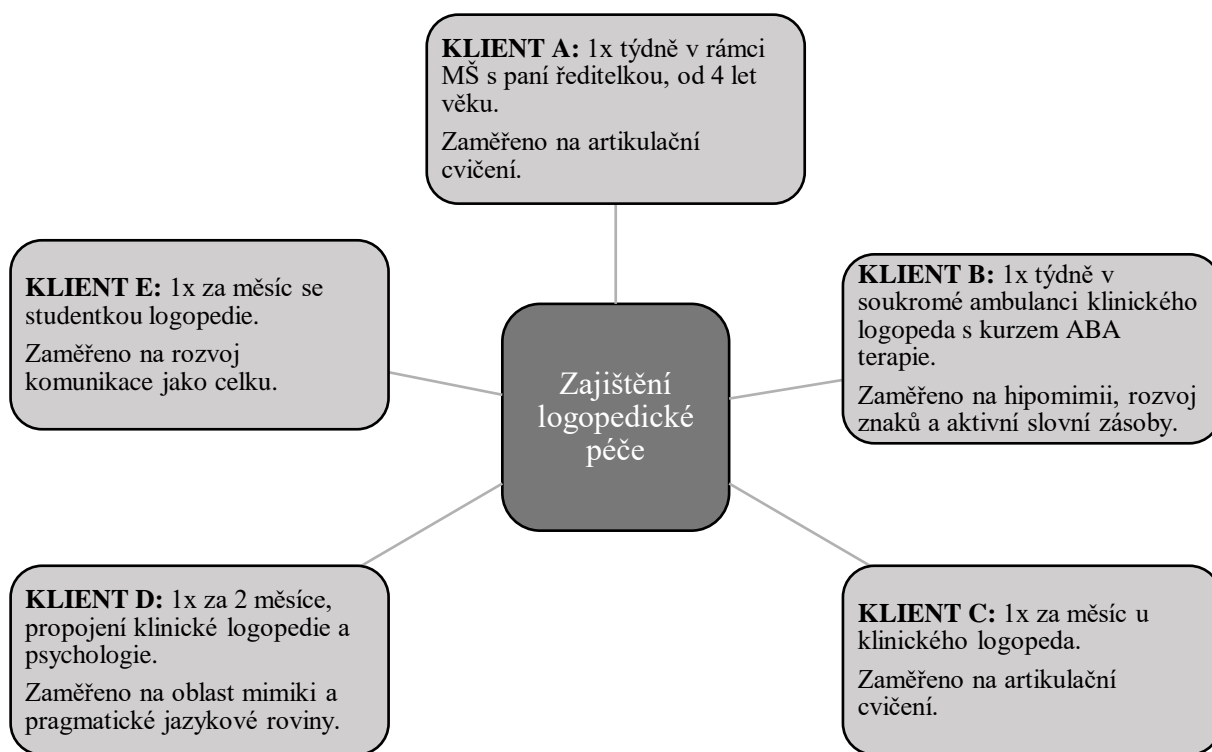 KLIENT A: 1x týdně v rámci
MŠ s paní ředitelkou, od 4 let
věku.
Zaměřeno na artikulační
cvičení.
KLIENT E: 1x za měsíc se
studentkou logopedie.
Zaměřeno na rozvoj
komunikace jako celku.
KLIENT B: 1x týdně v
soukromé ambulanci klinického
logopeda s kurzem ABA
terapie.
Zaměřeno na hipomimii, rozvoj
znaků a aktivní slovní zásoby.
Zajištění
logopedické
péče
KLIENT D: 1x za 2 měsíce,
propojení klinické logopedie a
psychologie.
Zaměřeno na oblast mimiki a
pragmatické jazykové roviny.
KLIENT C: 1x za měsíc u
klinického logopeda.
Zaměřeno na artikulační
cvičení.